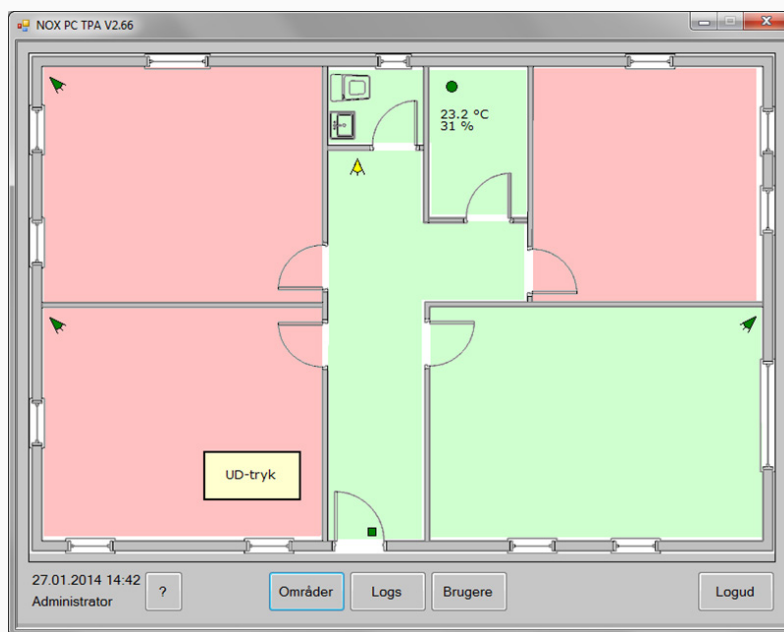 NOX PC TPA V2.66
23.2 °C
31 %
UD-tryk
27.01.2014 14:42
Administrator
?
Områder
Logs
Brugere
Logud